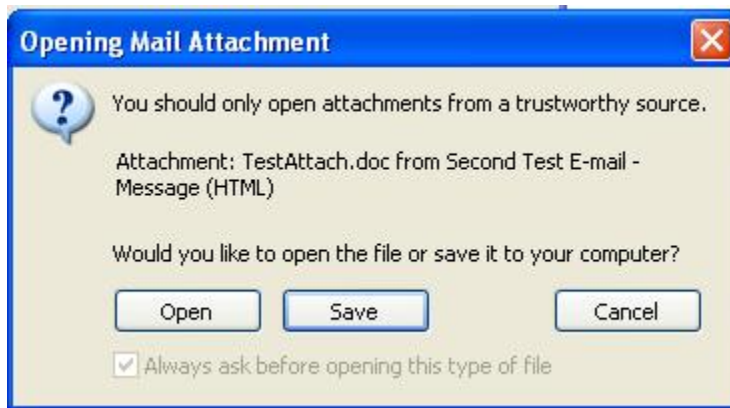 Opening Mail Attachment
You should only open attachments from a trustworthy source.
Attachment: TestAttach.doc from Second Test E-mail -
Message (HTML)
Would you like to open the file or save it to your computer?
Open Save Cancel
Always ask before opening this type of file